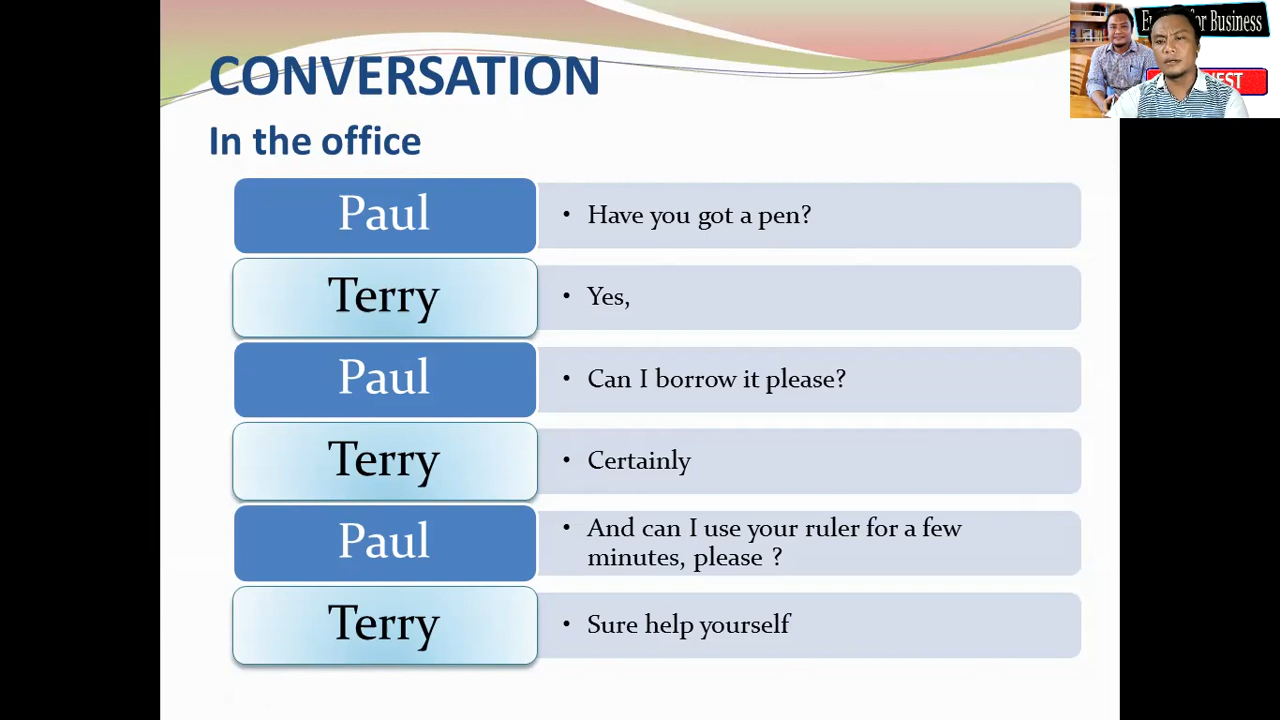 CONVERSATION
In the office
Paul
• Have you got a pen?
Terry
• Yes,
Paul
• Can I borrow it please?
Terry
• Certainly
Paul
• And can I use your ruler for a few
minutes, please ?
Terry
• Sure help yourself
for Business